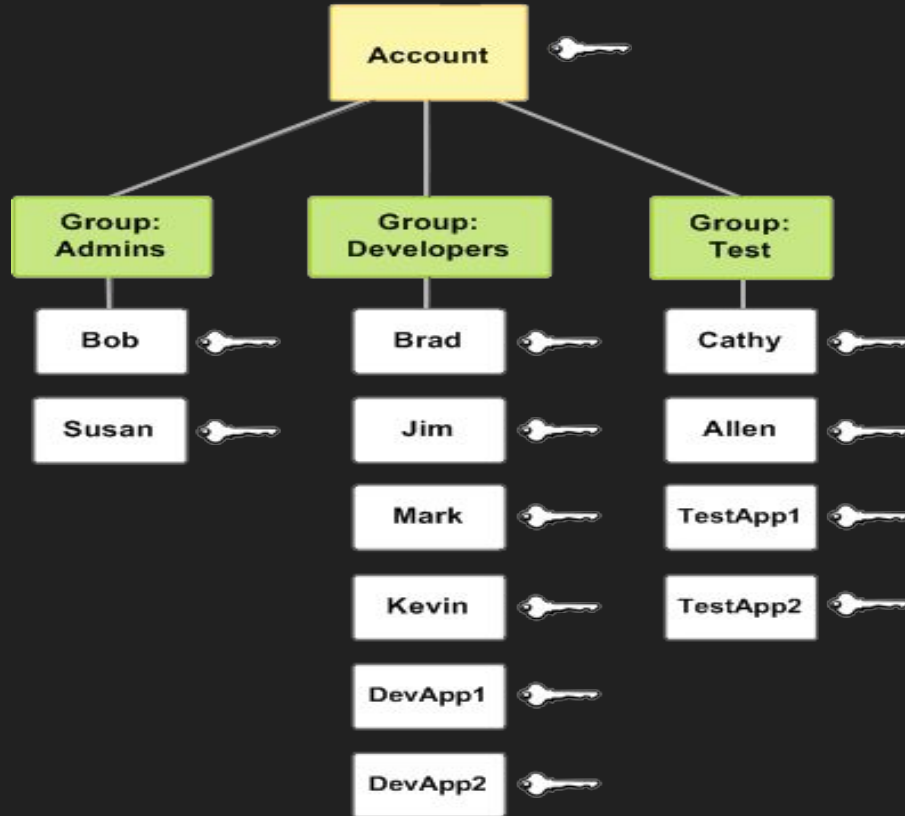 Account
Group:
Admins
Group:
Developers
Group:
Test
Bob
Brad
Cathy
Susan
Jim
Allen
Mark
TestApp1
Kevin
TestApp2
DevApp1
DevApp2